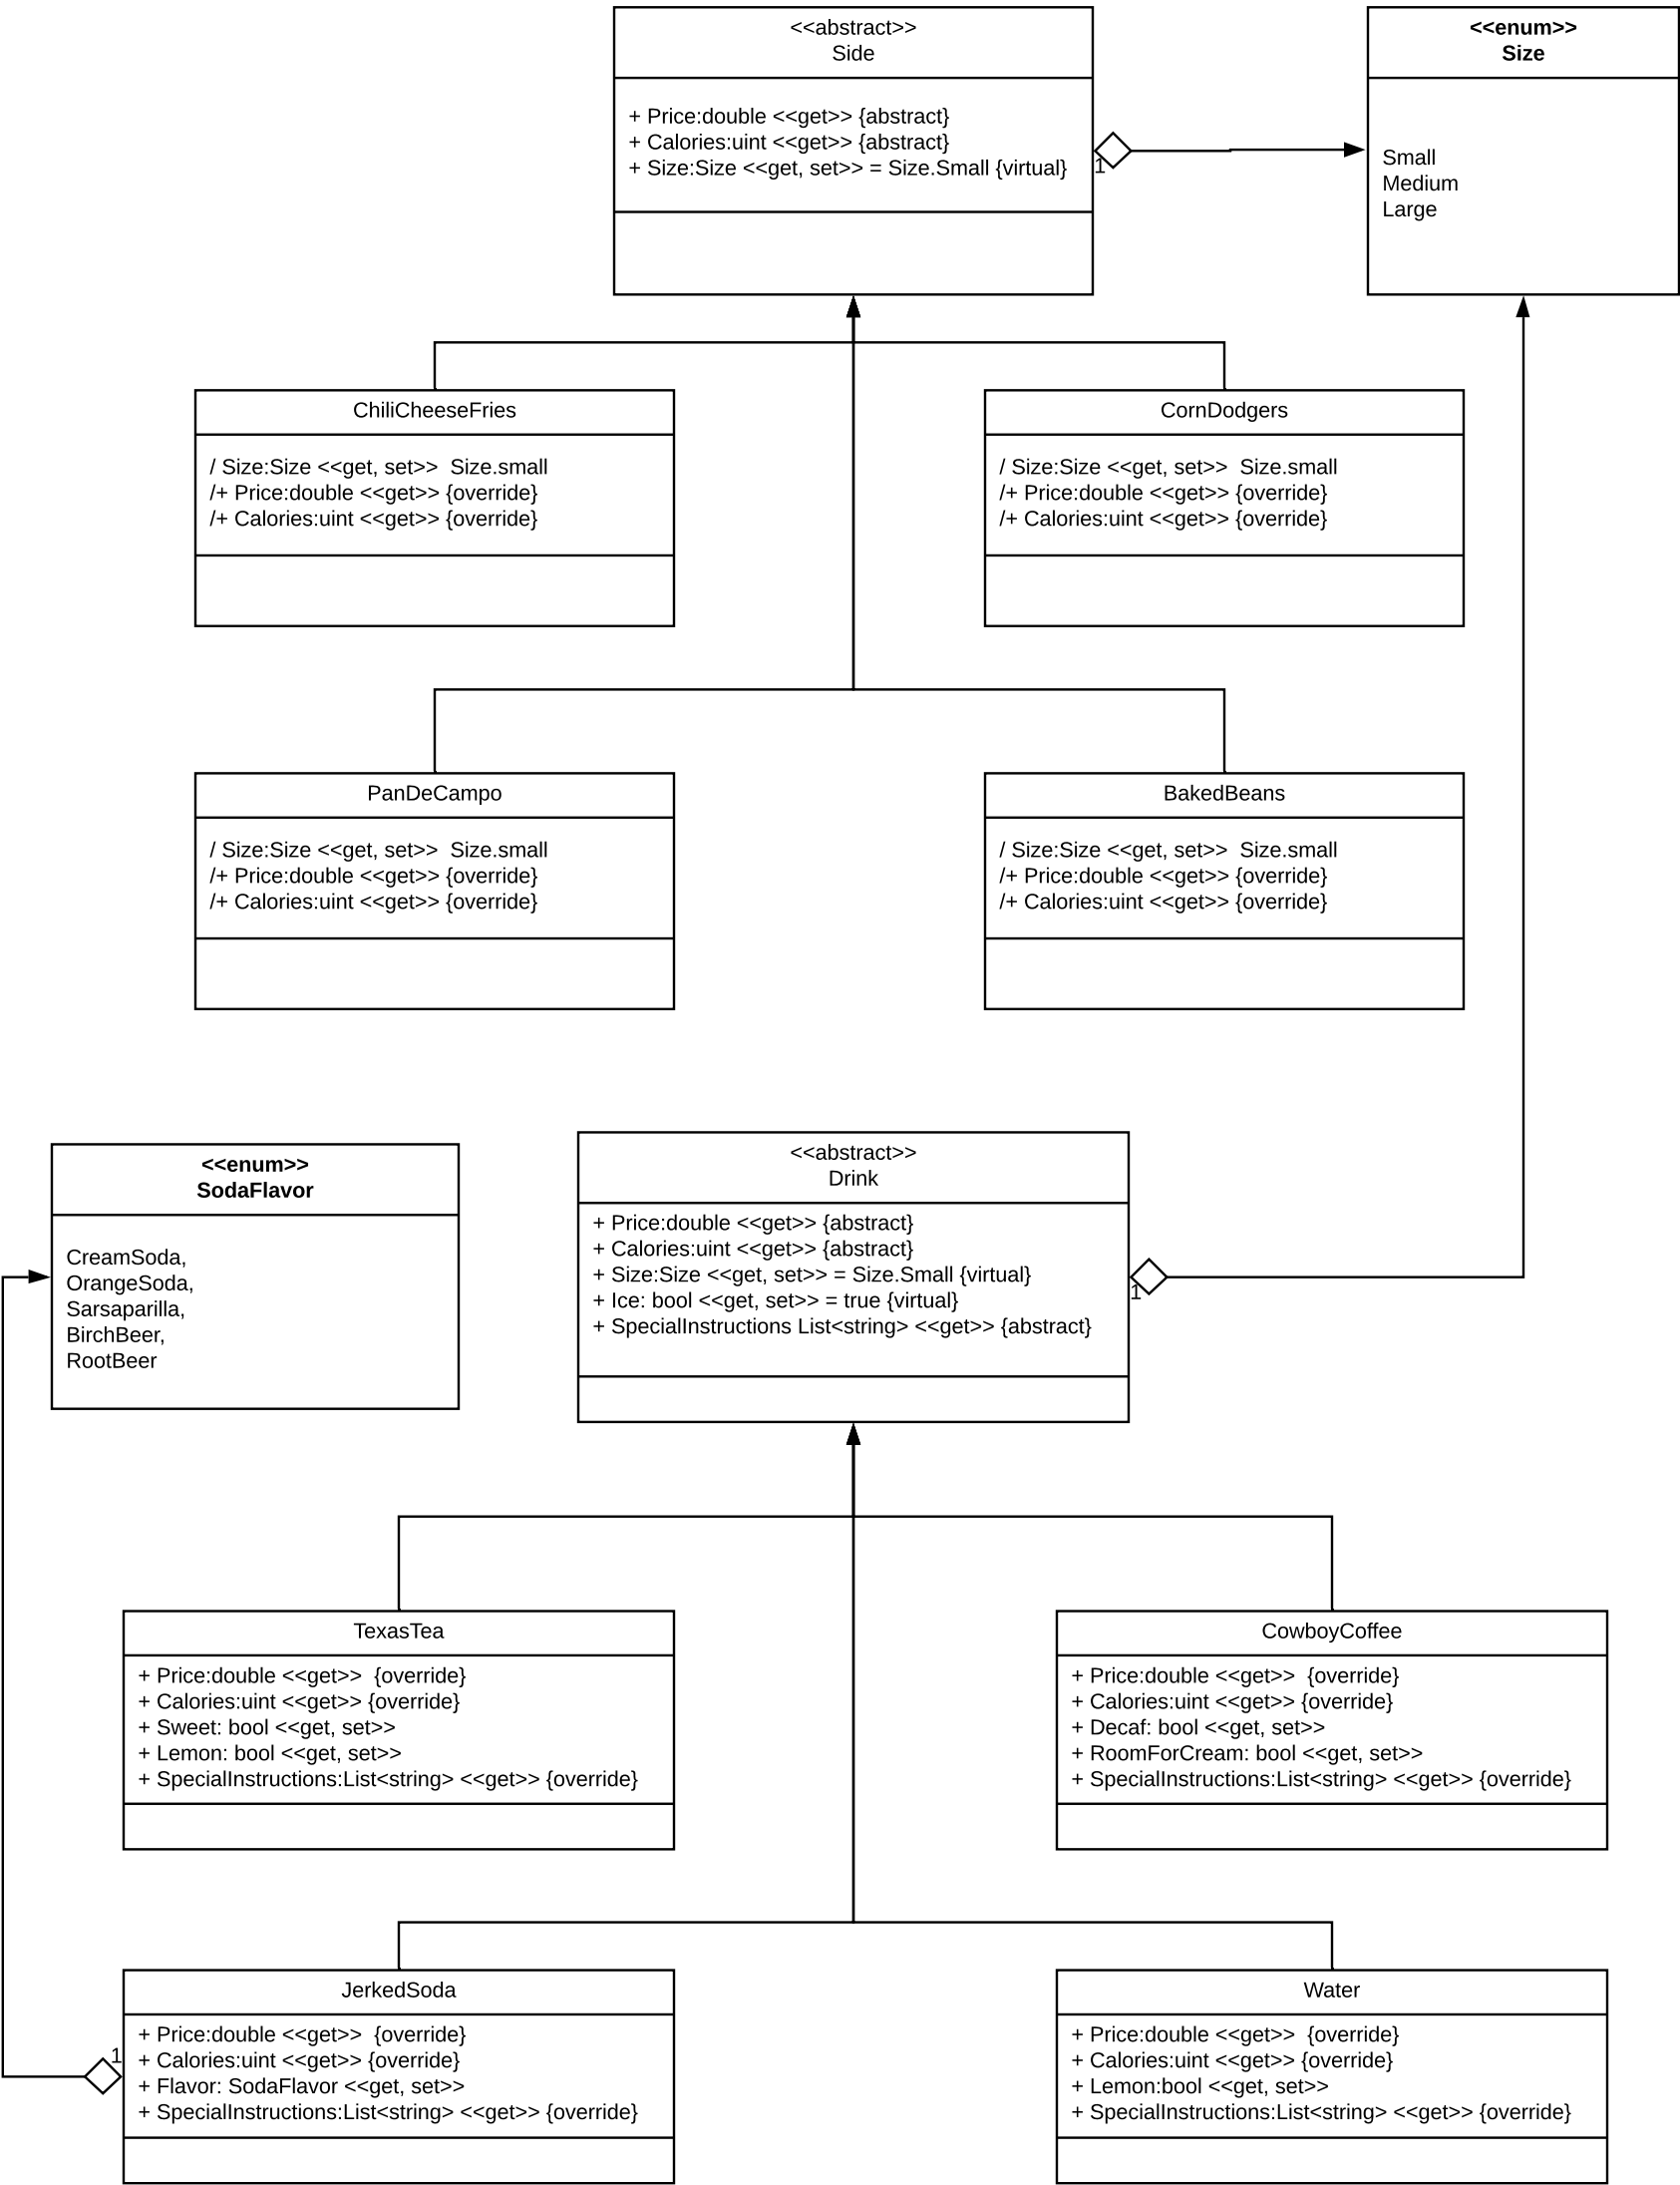 <<abstract>>
Side
+ Price:double <<get>> {abstract}
+ Calories:uint <<get>> {abstract}
+ Size:Size <<get, set>> = Size.Small {virtual}
1
<<enum>>
Size
Small
Medium
Large
ChiliCheeseFries
/ Size:Size <<get, set>>  Size.small
/+ Price:double <<get>> {override}
/+ Calories:uint <<get>> {override}
CornDodgers
/ Size:Size <<get, set>>  Size.small
/+ Price:double <<get>> {override}
/+ Calories:uint <<get>> {override}
PanDeCampo
/ Size:Size <<get, set>>  Size.small
/+ Price:double <<get>> {override}
/+ Calories:uint <<get>> {override}
BakedBeans
/ Size:Size <<get, set>>  Size.small
/+ Price:double <<get>> {override}
/+ Calories:uint <<get>> {override}
<<enum>>
SodaFlavor
CreamSoda,
OrangeSoda,
Sarsaparilla,
BirchBeer,
RootBeer
<<abstract>>
Drink
+ Price:double <<get>> {abstract}
+ Calories:uint <<get>> {abstract}
+ Size:Size <<get, set>> = Size.Small {virtual}
+ Ice: bool <<get, set>> = true {virtual}
+ SpecialInstructions List<string> <<get>> {abstract}
1
TexasTea
+ Price:double <<get>>  {override}
+ Calories:uint <<get>> {override}
+ Sweet: bool <<get, set>>
+ Lemon: bool <<get, set>>
+ SpecialInstructions:List<string> <<get>> {override}
CowboyCoffee
+ Price:double <<get>>  {override}
+ Calories:uint <<get>> {override}
+ Decaf: bool <<get, set>>
+ RoomForCream: bool <<get, set>>
+ SpecialInstructions:List<string> <<get>> {override}
1
JerkedSoda
+ Price:double <<get>>  {override}
+ Calories:uint <<get>> {override}
+ Flavor: SodaFlavor <<get, set>>
+ SpecialInstructions:List<string> <<get>> {override}
Water
+ Price:double <<get>>  {override}
+ Calories:uint <<get>> {override}
+ Lemon:bool <<get, set>>
+ SpecialInstructions:List<string> <<get>> {override}